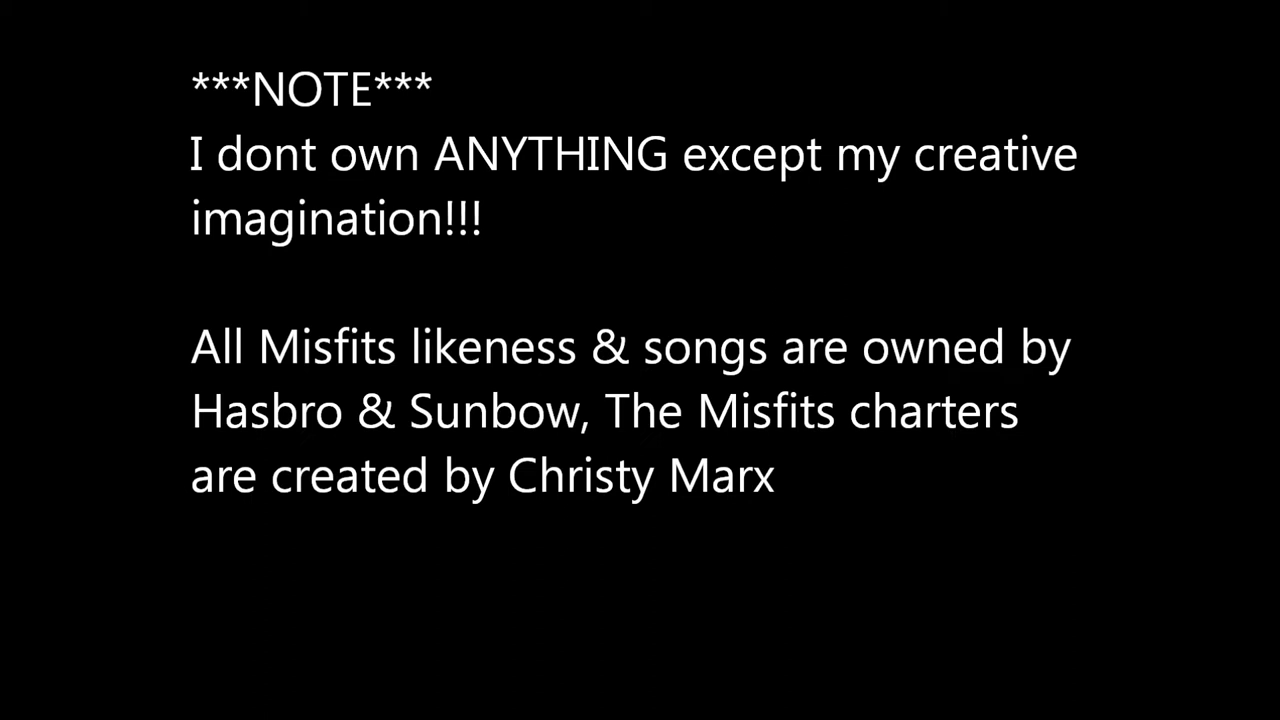 ***NOTE***
I dont own ANYTHING except my creative
imagination!!!
All Misfits likeness & songs are owned by
Hasbro & Sunbow, The Misfits charters
are created by Christy Marx